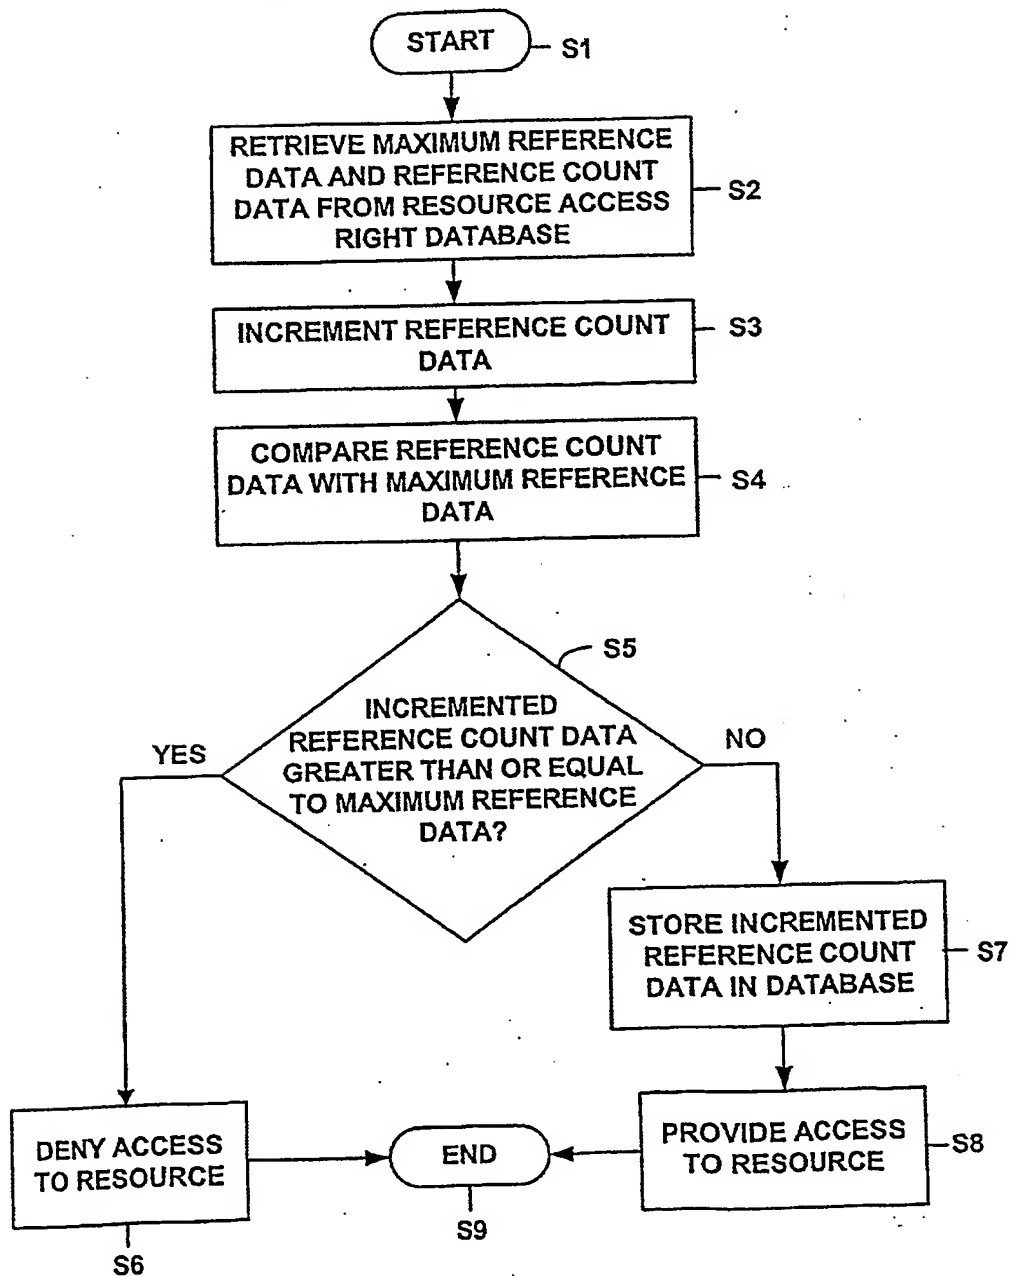 START
S1
RETRIEVE MAXIMUM REFERENCE
DATA AND REFERENCE COUNT
DATA FROM RESOURCE ACCESS
RIGHT DATABASE
S2
INCREMENT REFERENCE COUNT
DATA
S3
COMPARE REFERENCE COUNT
DATA WITH MAXIMUM REFERENCE
DATA
S4
S5
INCREMENTED
REFERENCE COUNT DATA
GREATER THAN OR EQUAL
TO MAXIMUM REFERENCE
DATA?
YES
NO
STORE INCREMENTED
REFERENCE COUNT
DATA IN DATABASE
S7
DENY ACCESS
TO RESOURCE
S6
END
S9
PROVIDE ACCESS
TO RESOURCE
S8